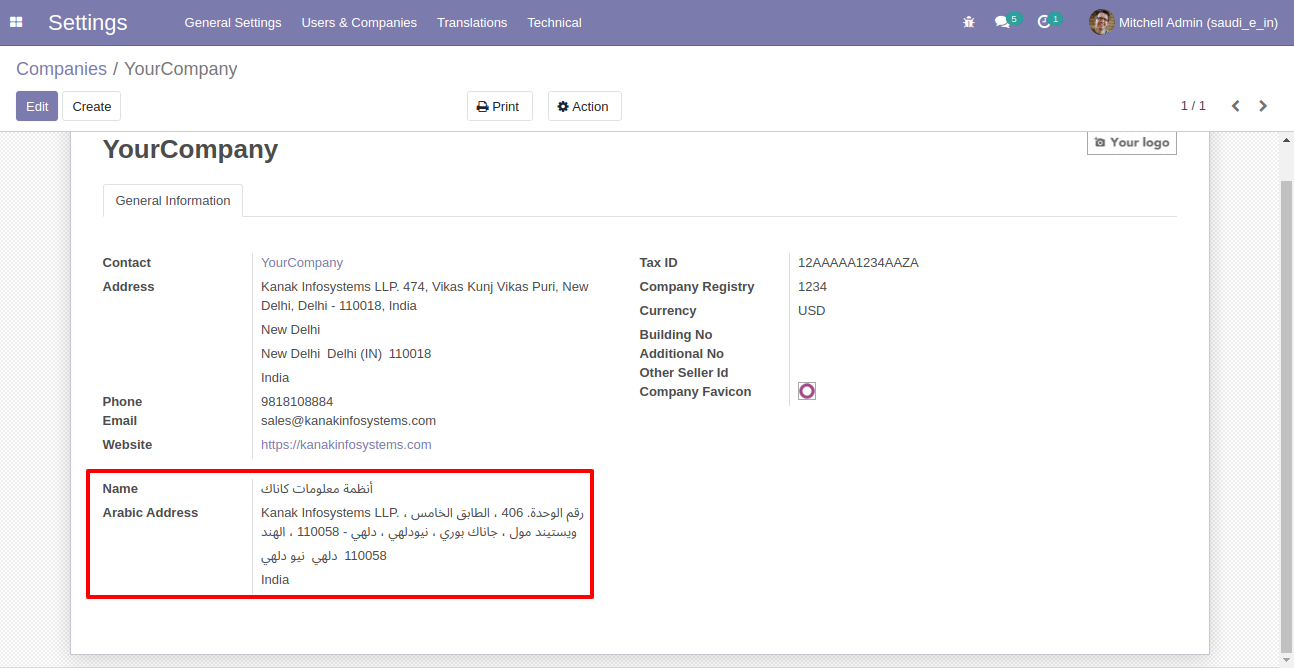 Settings General Settings Users & Companies Translations Technical 5 1 Mitchell Admin (saudi_e_in)
Companies / YourCompany
Edit Create Print Action 1 / 1
YourCompany Your logo
General Information
Contact YourCompany Tax ID 12AAAAA1234AAZA
Address Kanak Infosystems LLP. 474, Vikas Kunj Vikas Puri, New Company Registry 1234
Delhi, Delhi - 110018, India
Currency USD
New Delhi
Building No
New Delhi Delhi (IN) 110018 Additional No
Other Seller Id
India
Company Favicon
Phone 9818108884
Email sales@kanakinfosystems.com
Website https://kanakinfosystems.com
Name أنظمة معلومات كاناك
Arabic Address Kanak Infosystems LLP. رقم الوحدة. 406 ، الطابق الخامس ،
ويستيند مول ، جاناك بوري ، نيودلهي ، دلهي - 110058 ، الهند
نيو دلهي دلهي 110058
India